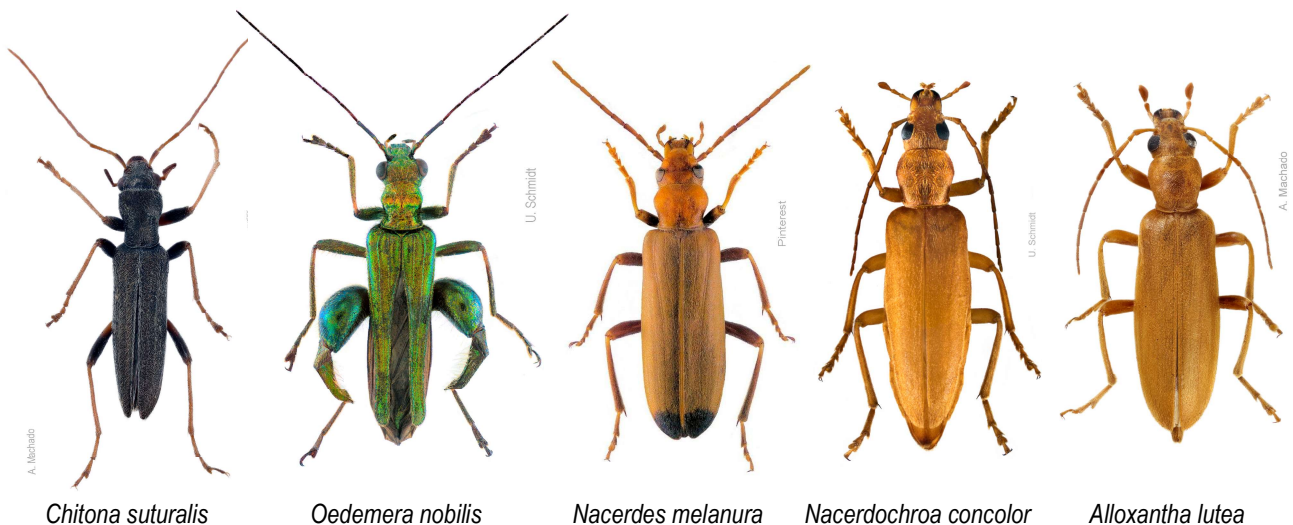 A. Machado
U. Schmidt
Pinterest
U. Schmidt
A. Machado
Chitona suturalis
Oedemera nobilis
Nacerdes melanura
Nacerdochroa concolor
Alloxantha lutea